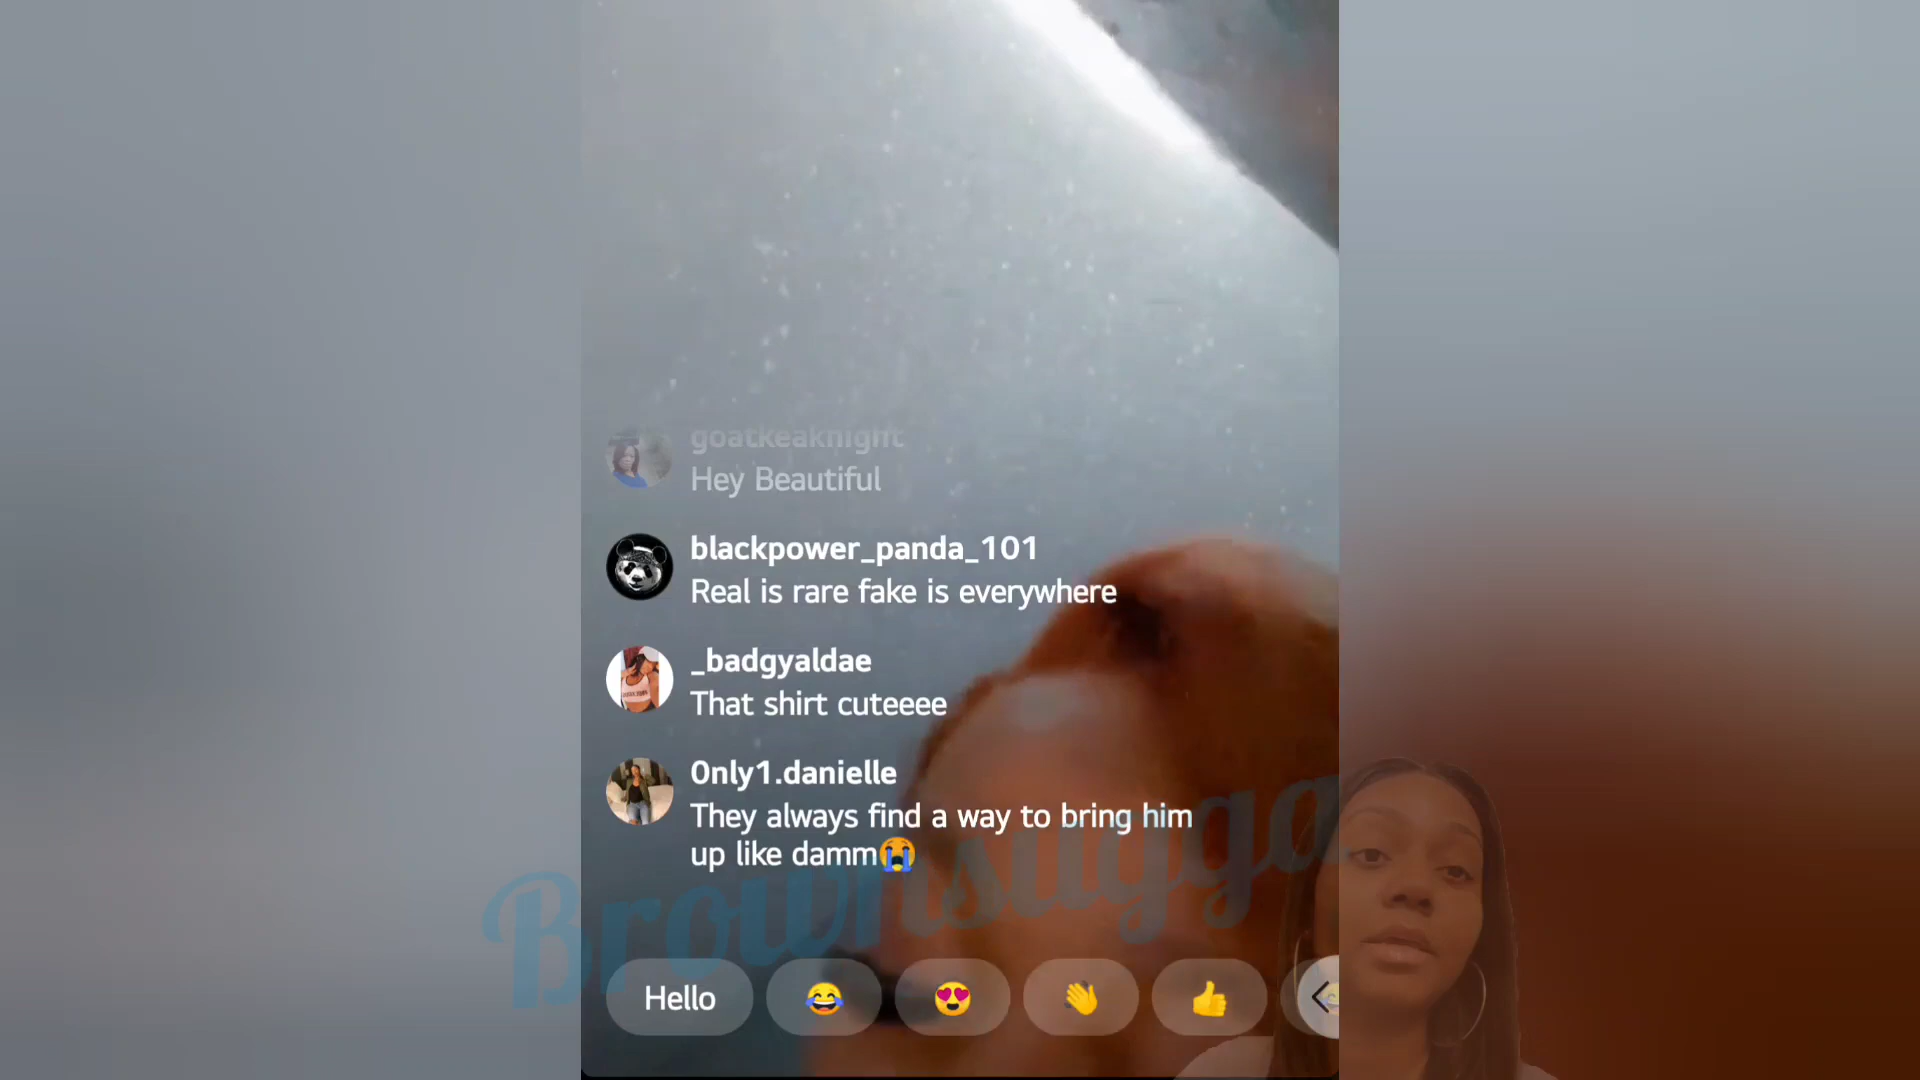 goatkeaknight
Hey Beautiful
blackpower_panda_101
Real is rare fake is everywhere
_badgyaldae
That shirt cuteeee
0nly1.danielle
They always find a way to bring him
up like damm😭
Brownsugga
Hello